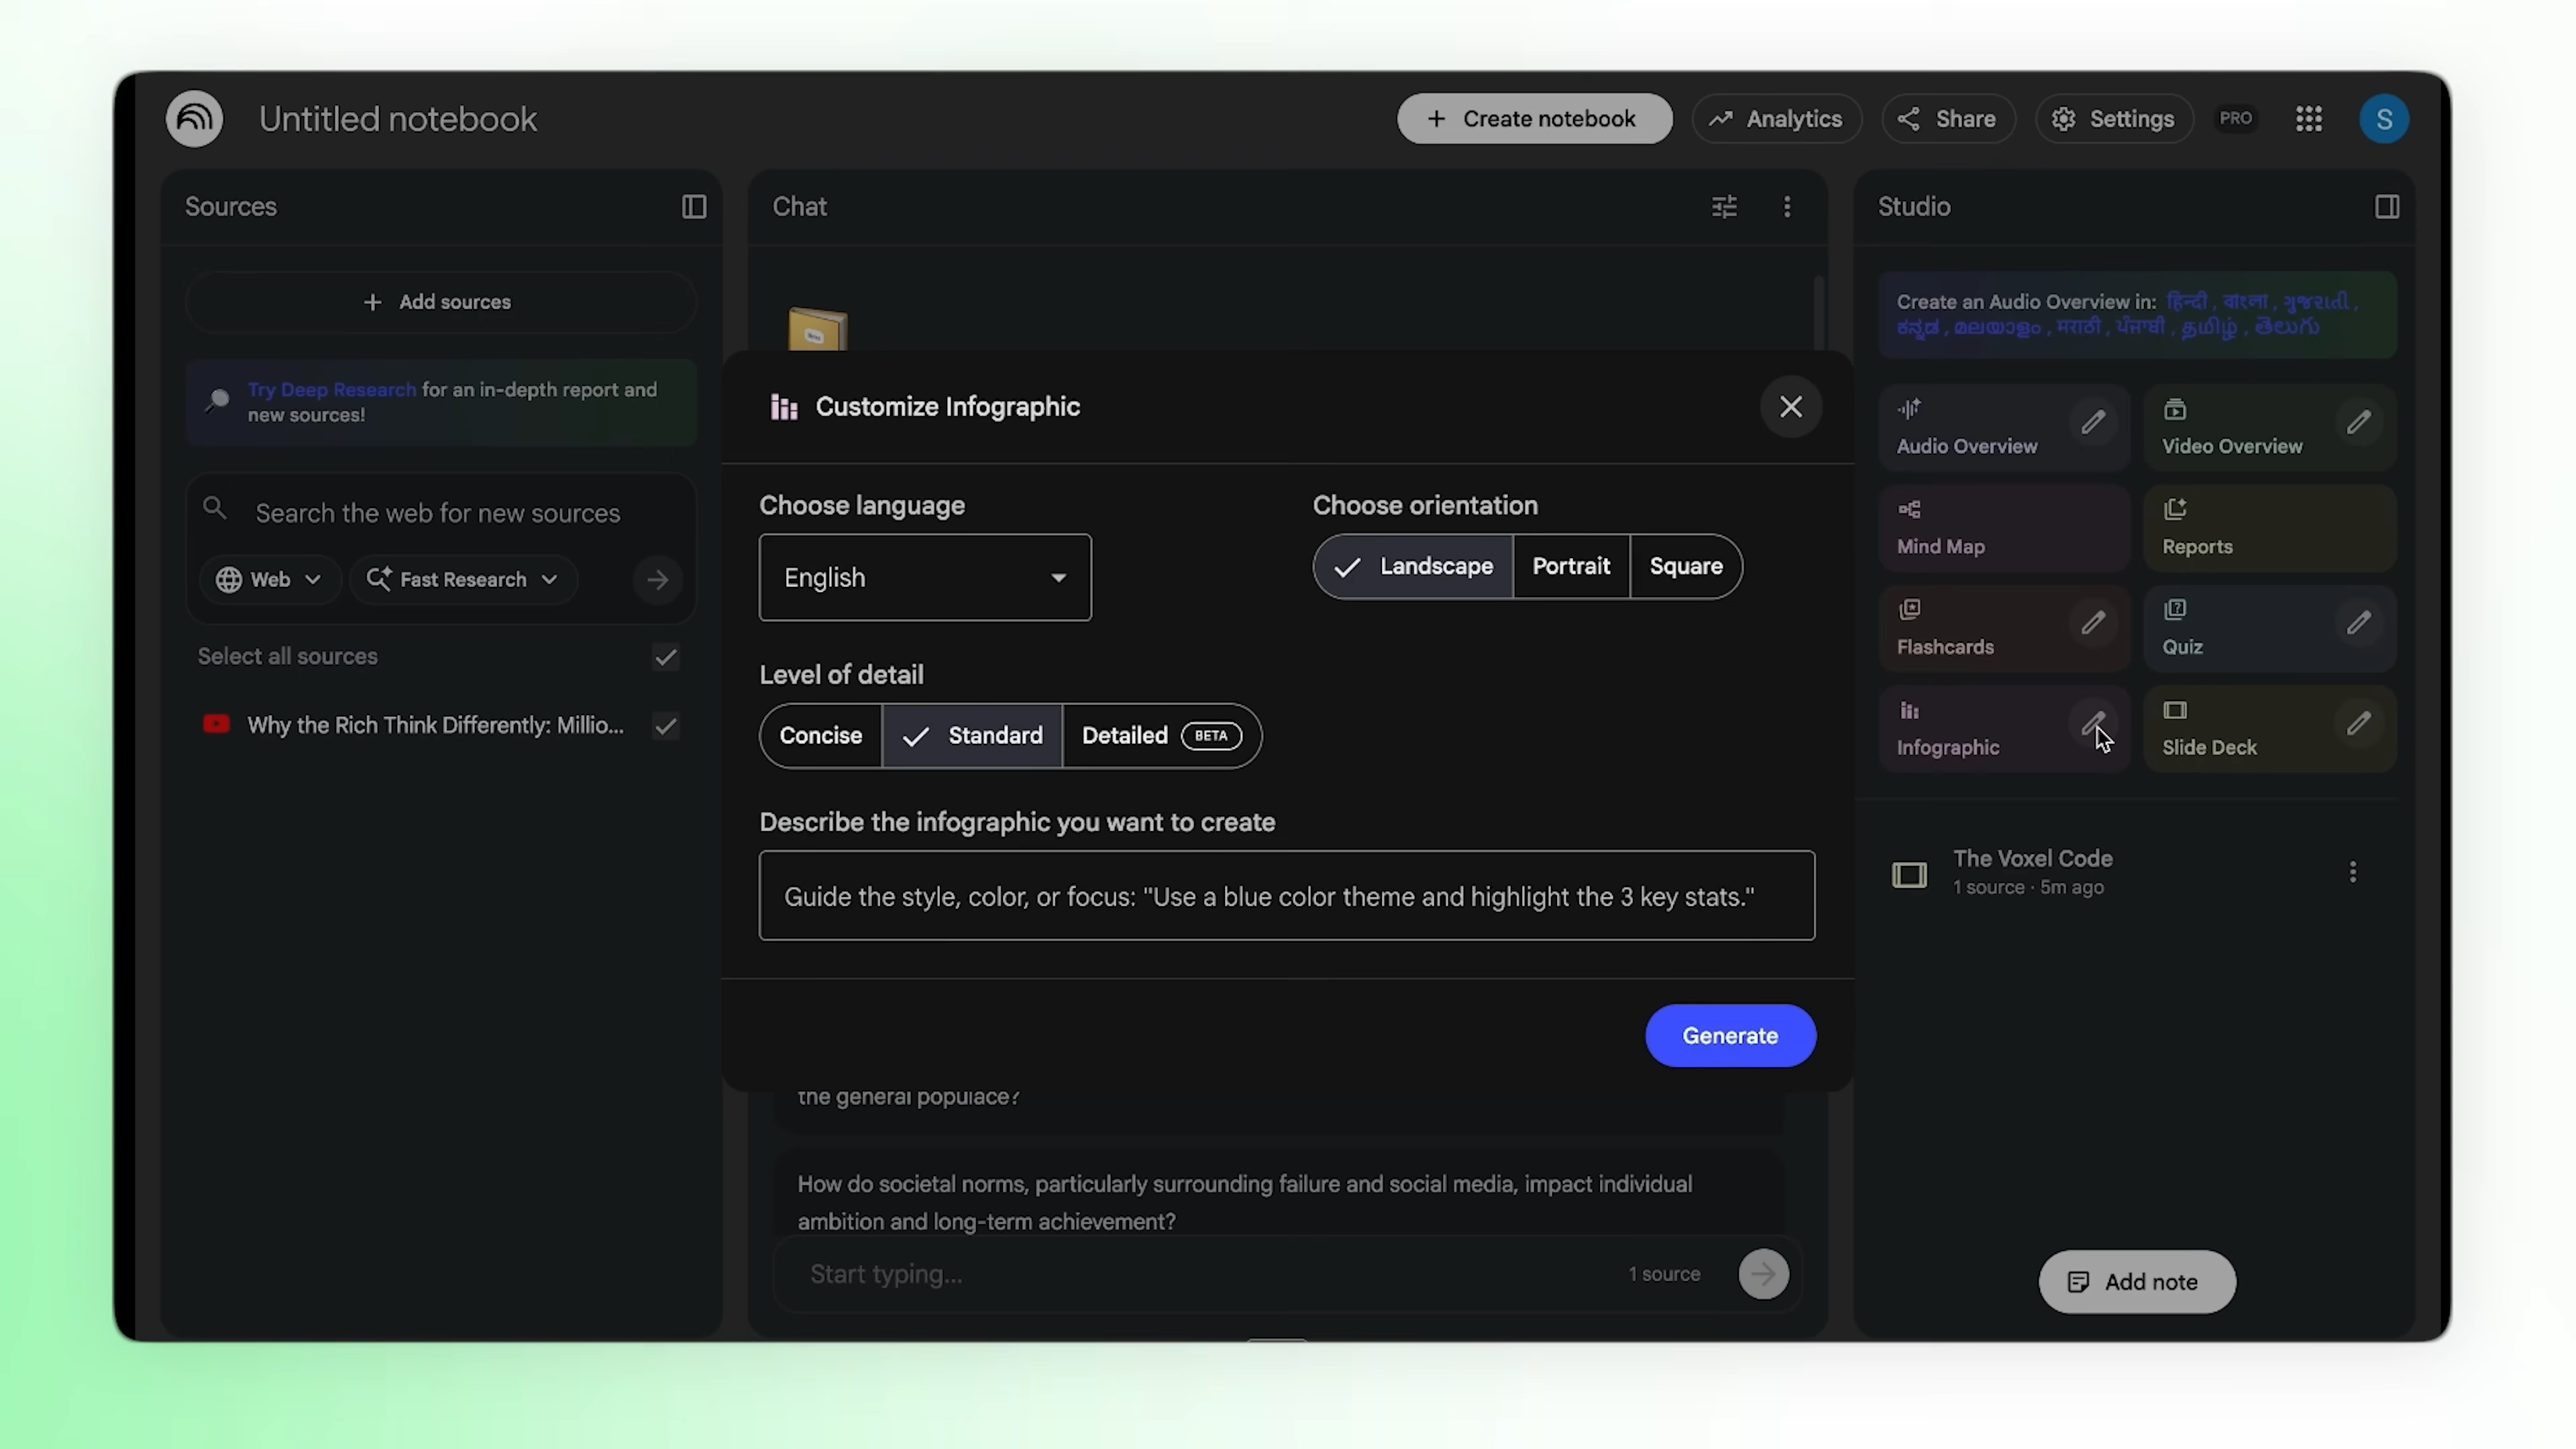 Untitled notebook
Create notebook
Analytics
Share
Settings
PRO
S
Sources
Add sources
Try Deep Research for an in-depth report and
new sources!
Search the web for new sources
Web
Fast Research
Select all sources
Why the Rich Think Differently: Millio...
Chat
Customize Infographic
Choose language
English
Choose orientation
Landscape
Portrait
Square
Level of detail
Concise
Standard
Detailed
BETA
Describe the infographic you want to create
Guide the style, color, or focus: "Use a blue color theme and highlight the 3 key stats."
Generate
the general populace?
How do societal norms, particularly surrounding failure and social media, impact individual
ambition and long-term achievement?
Start typing...
1 source
Studio
Create an Audio Overview in: हिन्दी, বাংলা, ગુજરાતી,
ಕನ್ನಡ, മലയാളം, मराठी, ਪੰਜਾਬੀ, தமிழ், తెలుగు
Audio Overview
Video Overview
Mind Map
Reports
Flashcards
Quiz
Infographic
Slide Deck
The Voxel Code
1 source · 5m ago
Add note